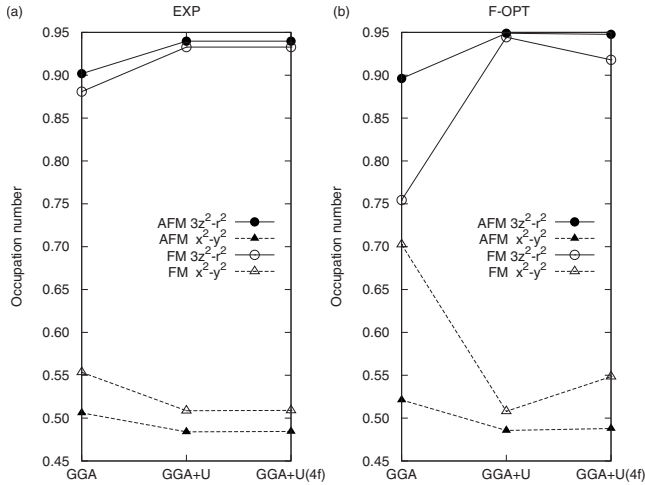 (a) EXP
Occupation number
0.95
0.90
0.85
0.80
0.75
0.70
0.65
0.60
0.55
0.50
0.45
AFM 3z²-r²
AFM x²-y²
FM 3z²-r²
FM x²-y²
GGA GGA+U GGA+U(4f)
(b) F-OPT
Occupation number
0.95
0.90
0.85
0.80
0.75
0.70
0.65
0.60
0.55
0.50
0.45
AFM 3z²-r²
AFM x²-y²
FM 3z²-r²
FM x²-y²
GGA GGA+U GGA+U(4f)